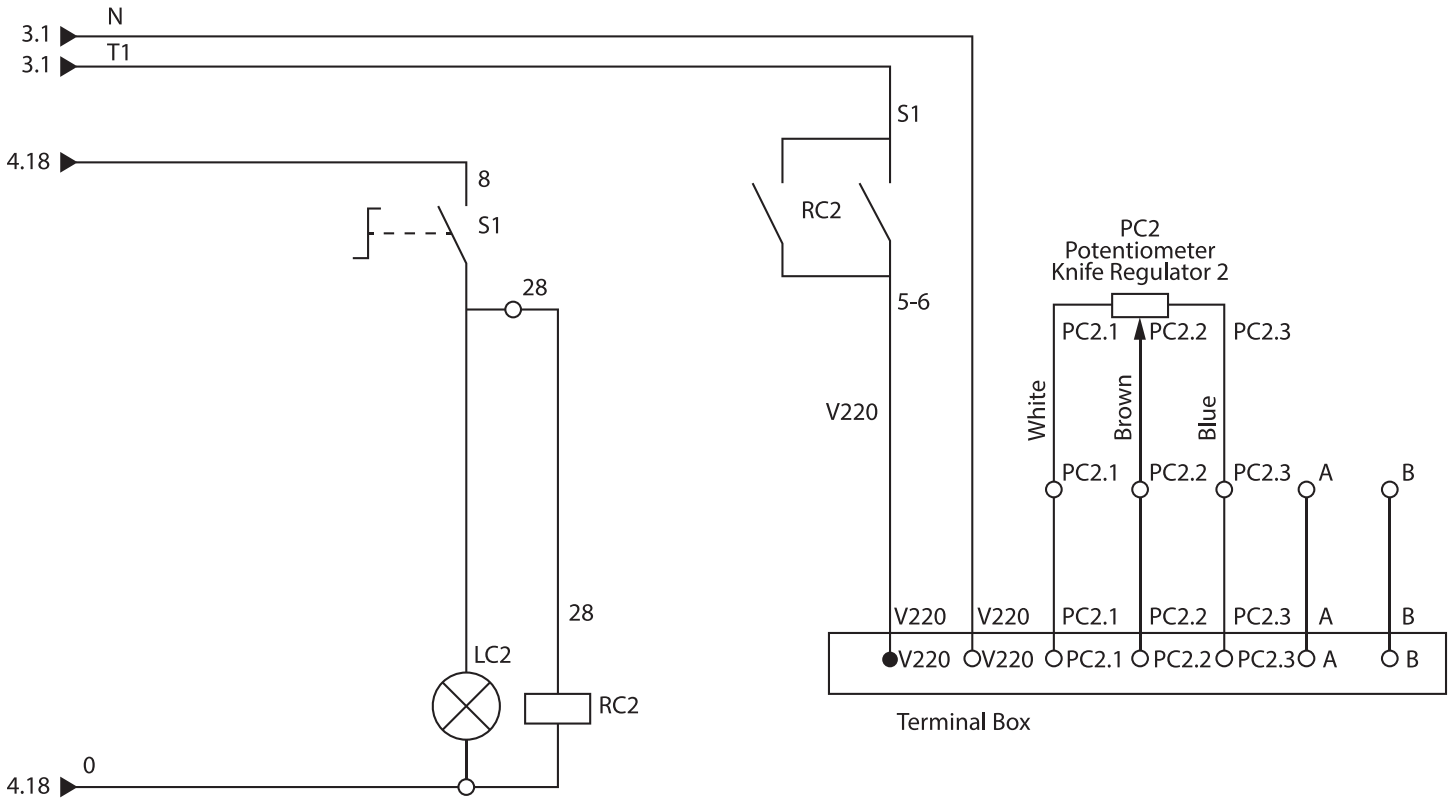 N
3.1
T1
3.1
S1
4.18
8
S1
RC2
PC2
Potentiometer
Knife Regulator 2
28
5-6
PC2.1 PC2.2 PC2.3
White
Brown
Blue
V220
PC2.1 PC2.2 PC2.3 A B
28
V220 V220 PC2.1 PC2.2 PC2.3 A B
LC2
V220 V220 PC2.1 PC2.2 PC2.3 A B
RC2
Terminal Box
0
4.18